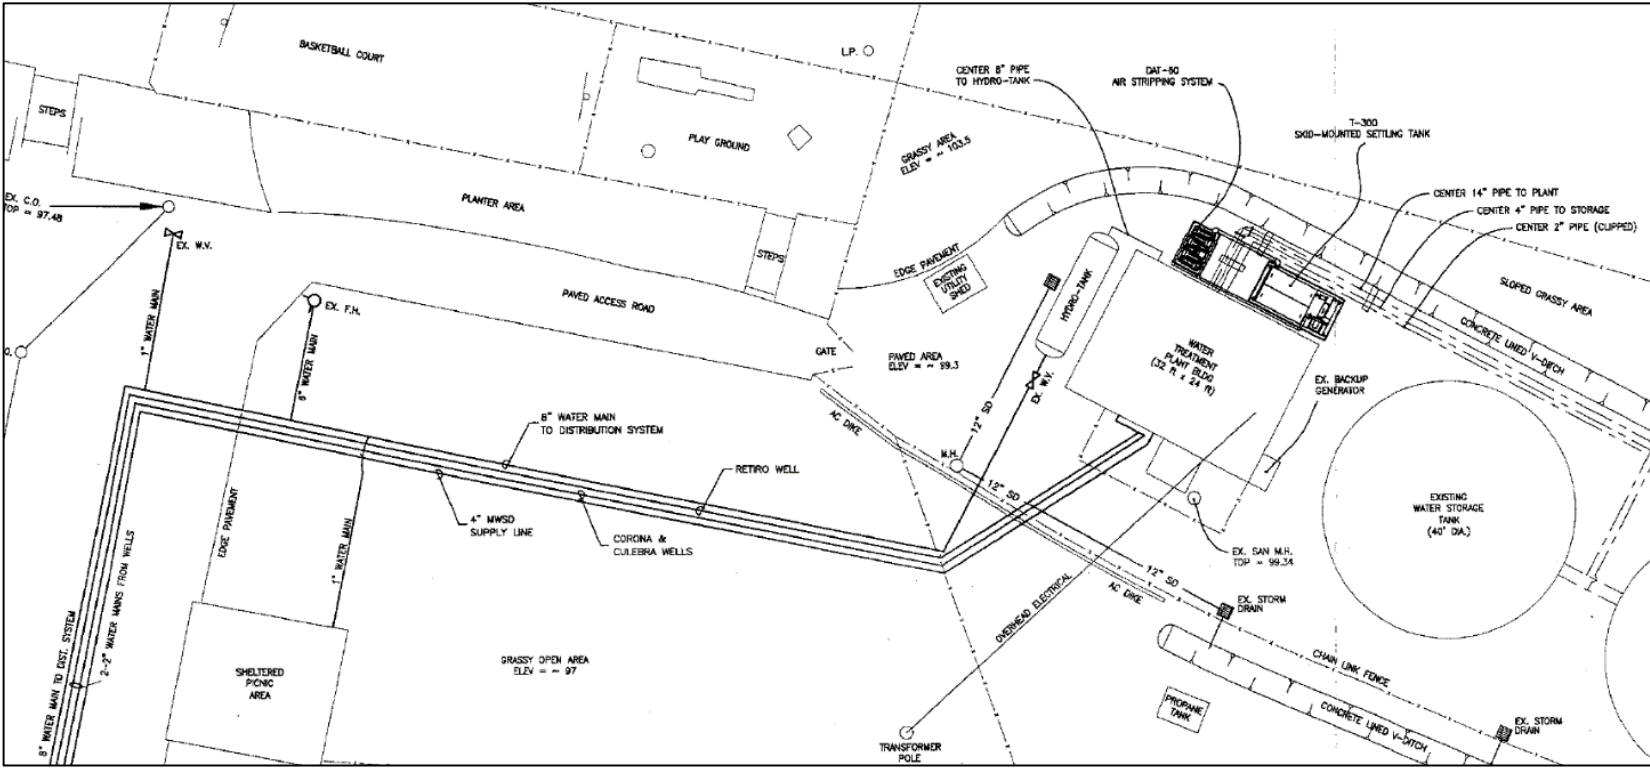 BASKETBALL COURT
L.P.
CENTER 8" PIPE
TO HYDRO-TANK
DAT-60
AIR STRIPPING SYSTEM
T-300
SKID-MOUNTED SETTLING TANK
STEPS
PLAY GROUND
GRASSY AREA
ELEV = ~ 103.5
CENTER 14" PIPE TO PLANT
CENTER 4" PIPE TO STORAGE
CENTER 2" PIPE (CLIPPED)
EX. C.O.
TOP = 97.48
PLANTER AREA
EX. W.V.
STEPS
EDGE PAVEMENT
EXISTING
UTILITY
SHED
HYDRO-TANK
SLOPED GRASSY AREA
PAVED ACCESS ROAD
EX. F.H.
1" WATER MAIN
6" WATER MAIN
CONCRETE LINED V-DITCH
WATER
TREATMENT
PLANT BLDG
(32 ft x 24 ft)
GATE
PAVED AREA
ELEV = ~ 99.3
EX. W.V.
EX. BACKUP
GENERATOR
AC DIKE
12" SD
8" WATER MAIN
TO DISTRIBUTION SYSTEM
M.H.
RETIRO WELL
12" SD
4" MWSD
SUPPLY LINE
CORONA &
CULEBRA WELLS
EXISTING
WATER STORAGE
TANK
(40' DIA.)
EDGE PAVEMENT
1" WATER MAIN
EX. SAN M.H.
TOP = 99.34
12" SD
AC DIKE
EX. STORM
DRAIN
OVERHEAD ELECTRICAL
8" WATER MAIN TO DIST. SYSTEM
2-2" WATER MAINS FROM WELLS
SHELTERED
PICNIC
AREA
GRASSY OPEN AREA
ELEV = ~ 97
CHAIN LINK FENCE
PROPANE
TANK
CONCRETE LINED V-DITCH
EX. STORM
DRAIN
TRANSFORMER
POLE